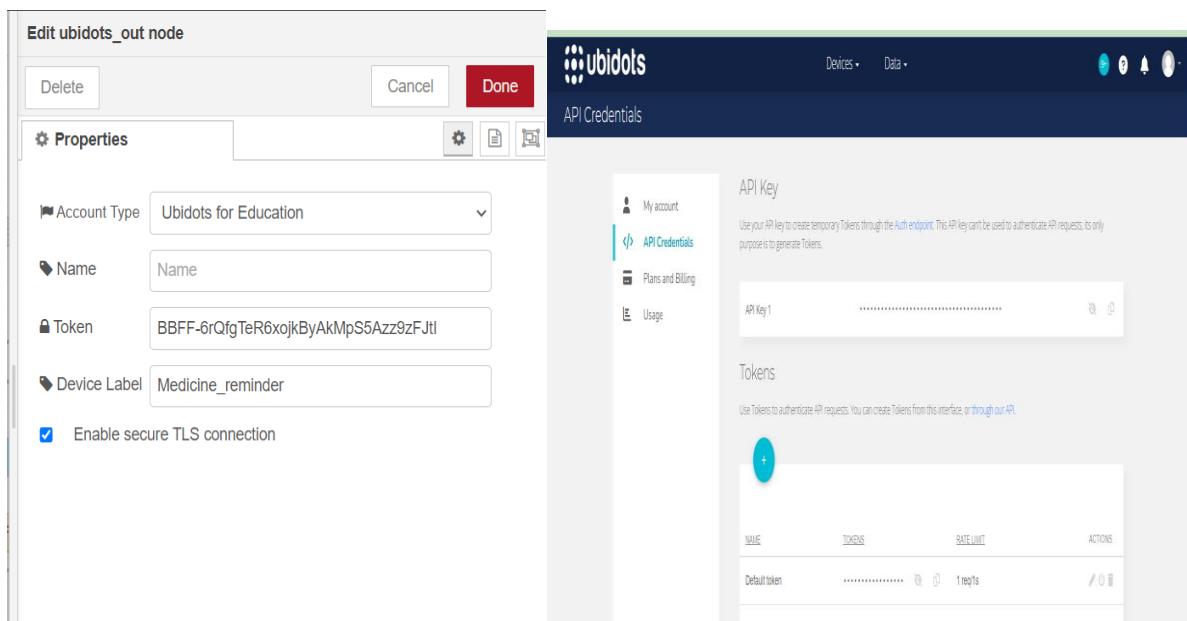 Edit ubidots_out node
Delete
Cancel
Done
Properties
Account Type
Ubidots for Education
Name
Name
Token
BBFF-6rQfgTeR6xojkByAkMpS5Azz9zFJtI
Device Label
Medicine_reminder
Enable secure TLS connection
ubidots
Devices
Data
API Credentials
My account
API Credentials
Plans and Billing
Usage
API Key
Use your API key to create temporary Tokens through the Auth endpoint. This API key can't be used to authenticate API requests; its only
purpose is to generate Tokens.
API Key 1
Tokens
Use Tokens to authenticate API requests. You can create Tokens from this interface, or through our API.
+
NAME
TOKENS
RATE LIMIT
ACTIONS
Default token
1 req/1s